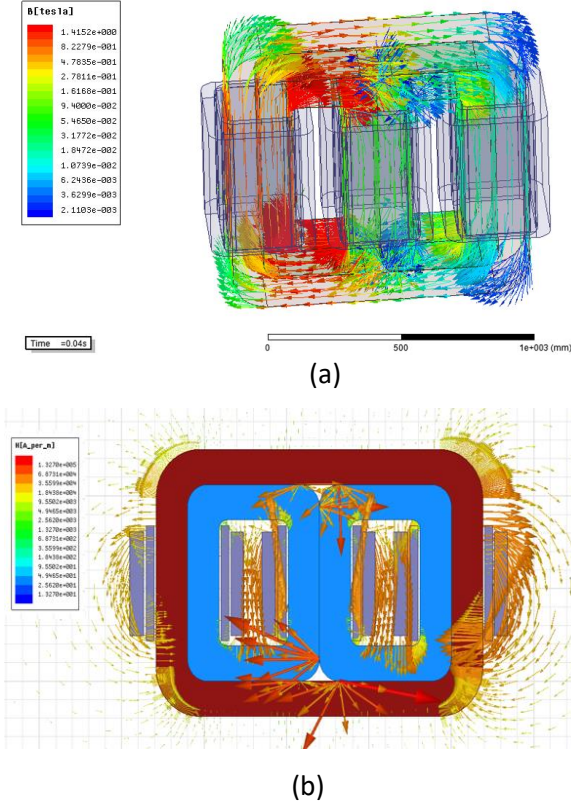 B[tesla]
1.4152e+000
8.2279e-001
4.7835e-001
2.7811e-001
1.6168e-001
9.4000e-002
5.4650e-002
3.1772e-002
1.8472e-002
1.0739e-002
6.2436e-003
3.6299e-003
2.1103e-003
Time =0.04s
0 500 1e+003 (mm)
(a)
H[A_per_m]
1.3270e+005
6.8731e+004
3.5599e+004
1.8438e+004
9.5502e+003
4.9465e+003
2.5620e+003
1.3270e+003
6.8731e+002
3.5599e+002
1.8438e+002
9.5502e+001
4.9465e+001
2.5620e+001
1.3270e+001
(b)